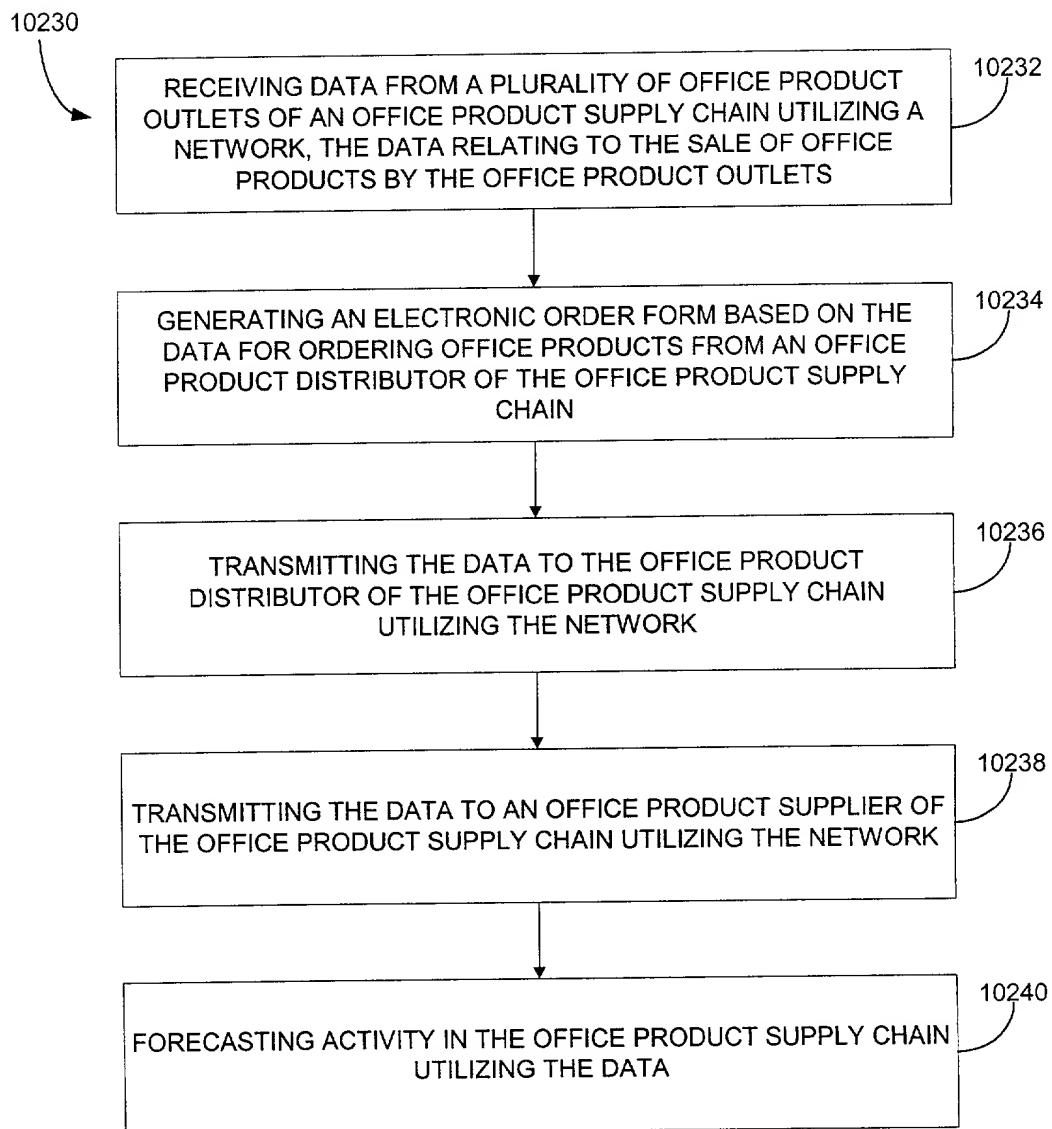 10230
RECEIVING DATA FROM A PLURALITY OF OFFICE PRODUCT
OUTLETS OF AN OFFICE PRODUCT SUPPLY CHAIN UTILIZING A
NETWORK, THE DATA RELATING TO THE SALE OF OFFICE
PRODUCTS BY THE OFFICE PRODUCT OUTLETS
10232
GENERATING AN ELECTRONIC ORDER FORM BASED ON THE
DATA FOR ORDERING OFFICE PRODUCTS FROM AN OFFICE
PRODUCT DISTRIBUTOR OF THE OFFICE PRODUCT SUPPLY
CHAIN
10234
TRANSMITTING THE DATA TO THE OFFICE PRODUCT
DISTRIBUTOR OF THE OFFICE PRODUCT SUPPLY CHAIN
UTILIZING THE NETWORK
10236
TRANSMITTING THE DATA TO AN OFFICE PRODUCT SUPPLIER OF
THE OFFICE PRODUCT SUPPLY CHAIN UTILIZING THE NETWORK
10238
FORECASTING ACTIVITY IN THE OFFICE PRODUCT SUPPLY CHAIN
UTILIZING THE DATA
10240